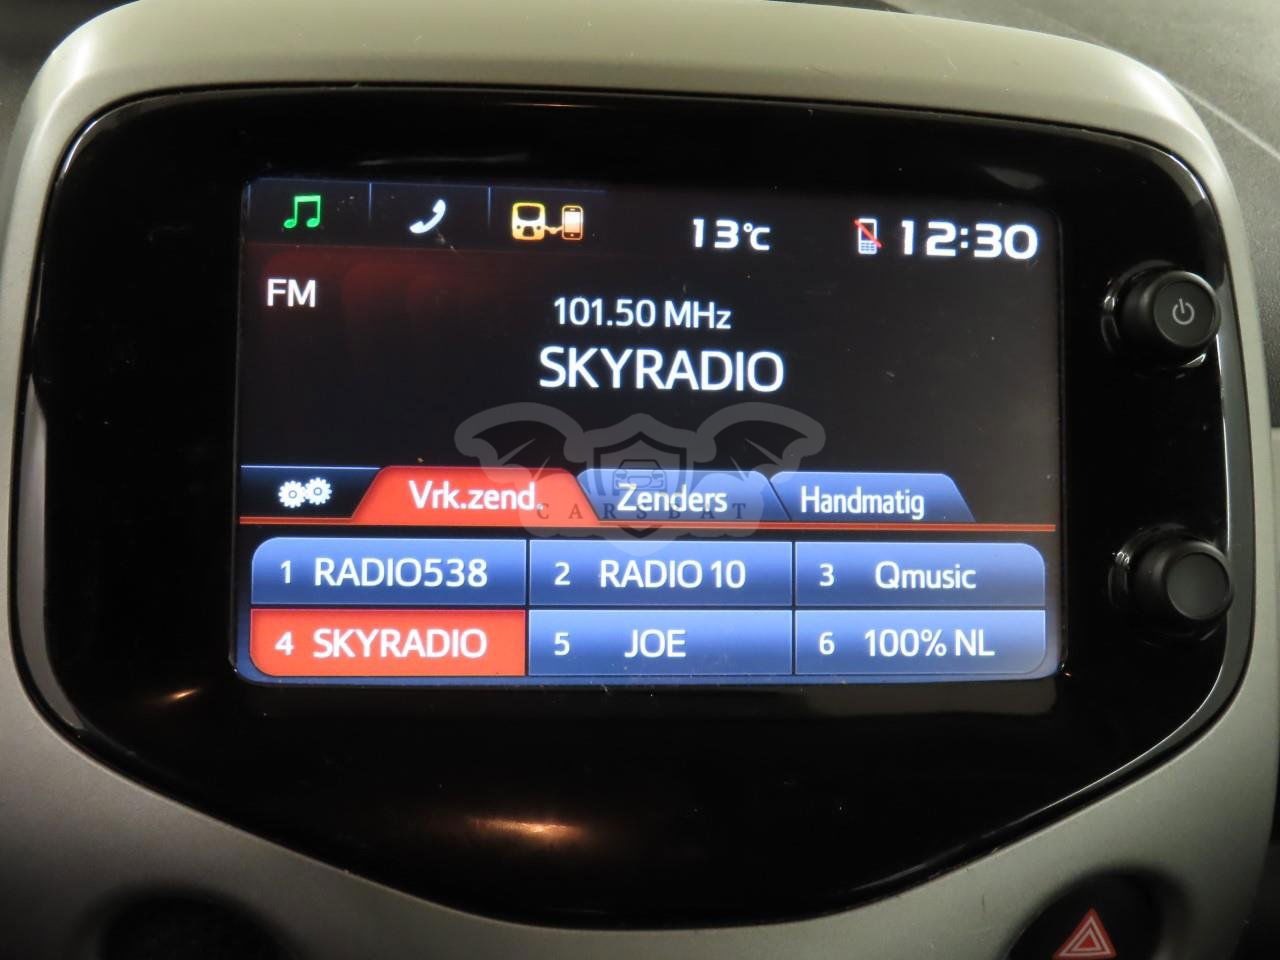 13°C
12:30
FM
101.50 MHz
SKYRADIO
Vrk.zend.
Zenders
Handmatig
CARSBAT
1 RADIO538
2 RADIO 10
3 Qmusic
4 SKYRADIO
5 JOE
6 100% NL